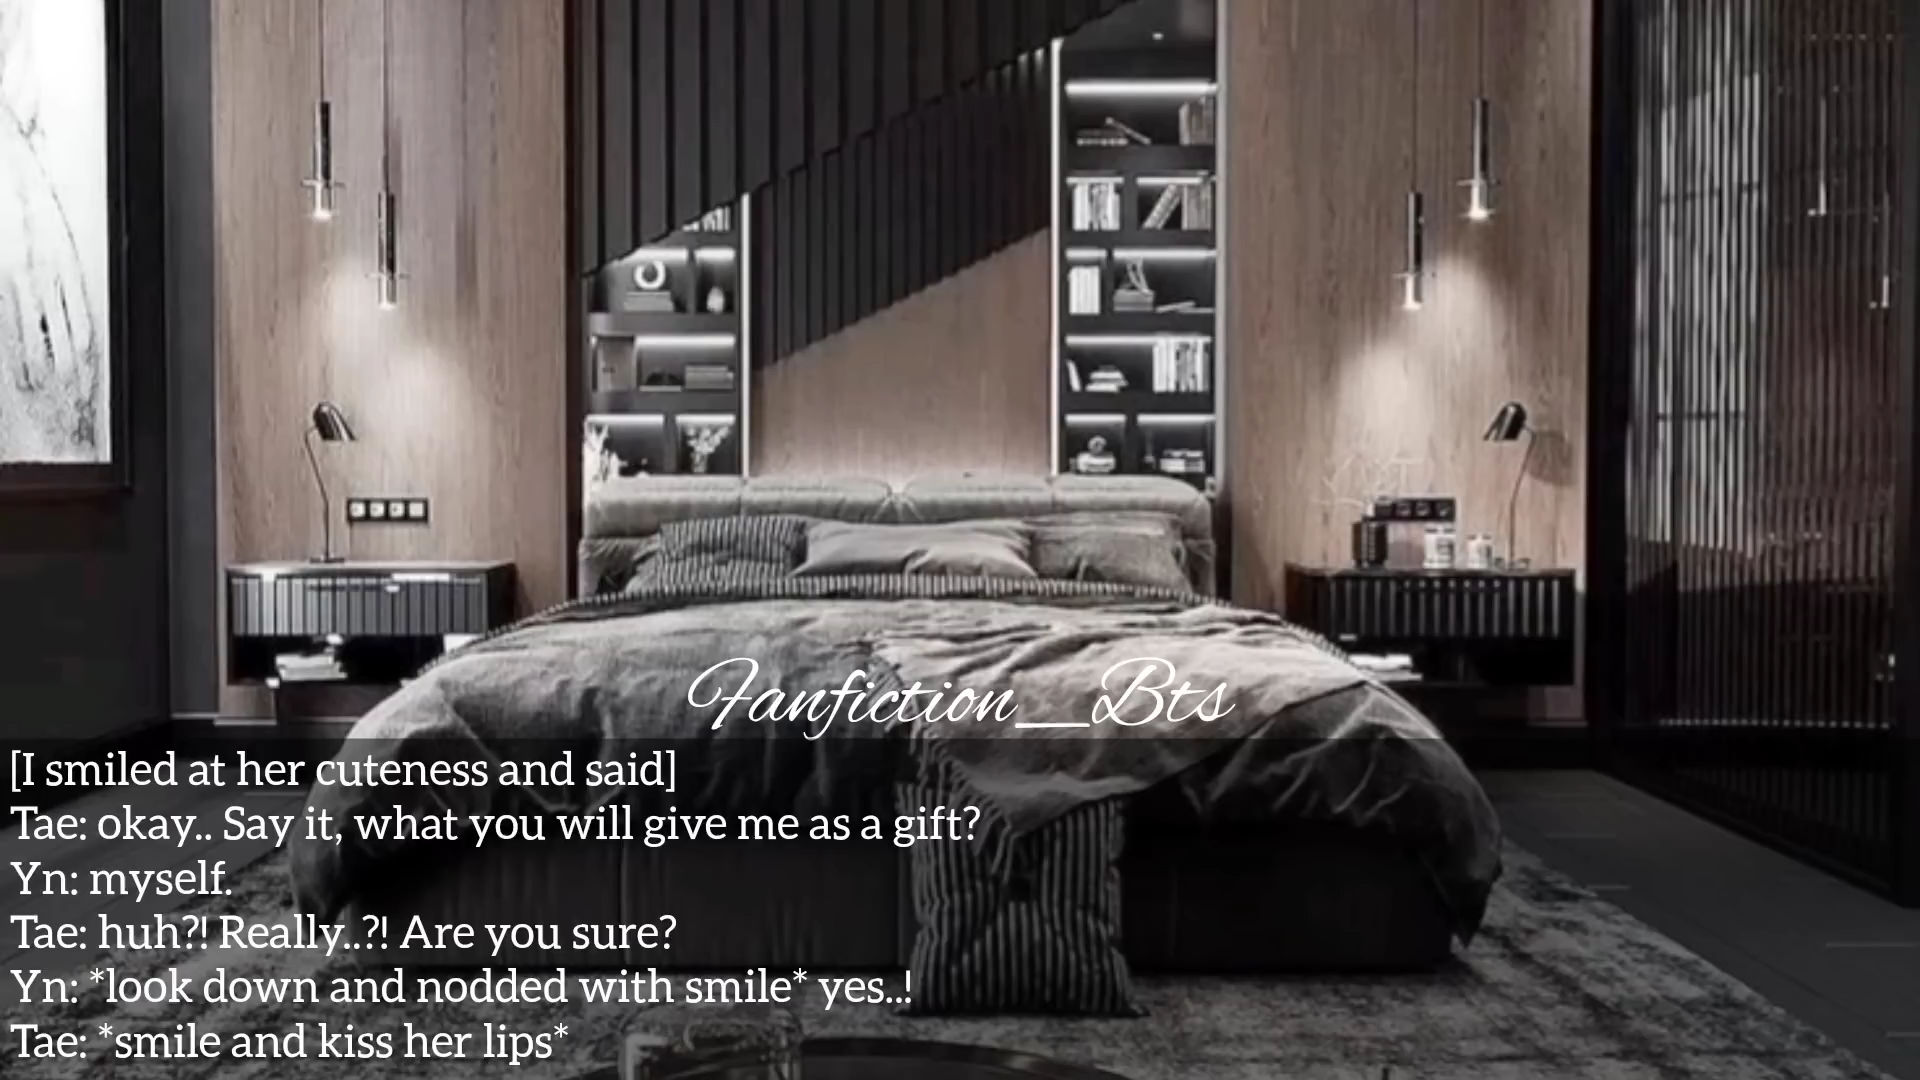 Fanfiction__Bts
[I smiled at her cuteness and said]
Tae: okay.. Say it, what you will give me as a gift?
Yn: myself.
Tae: huh?! Really..?! Are you sure?
Yn: *look down and nodded with smile* yes..!
Tae: *smile and kiss her lips*